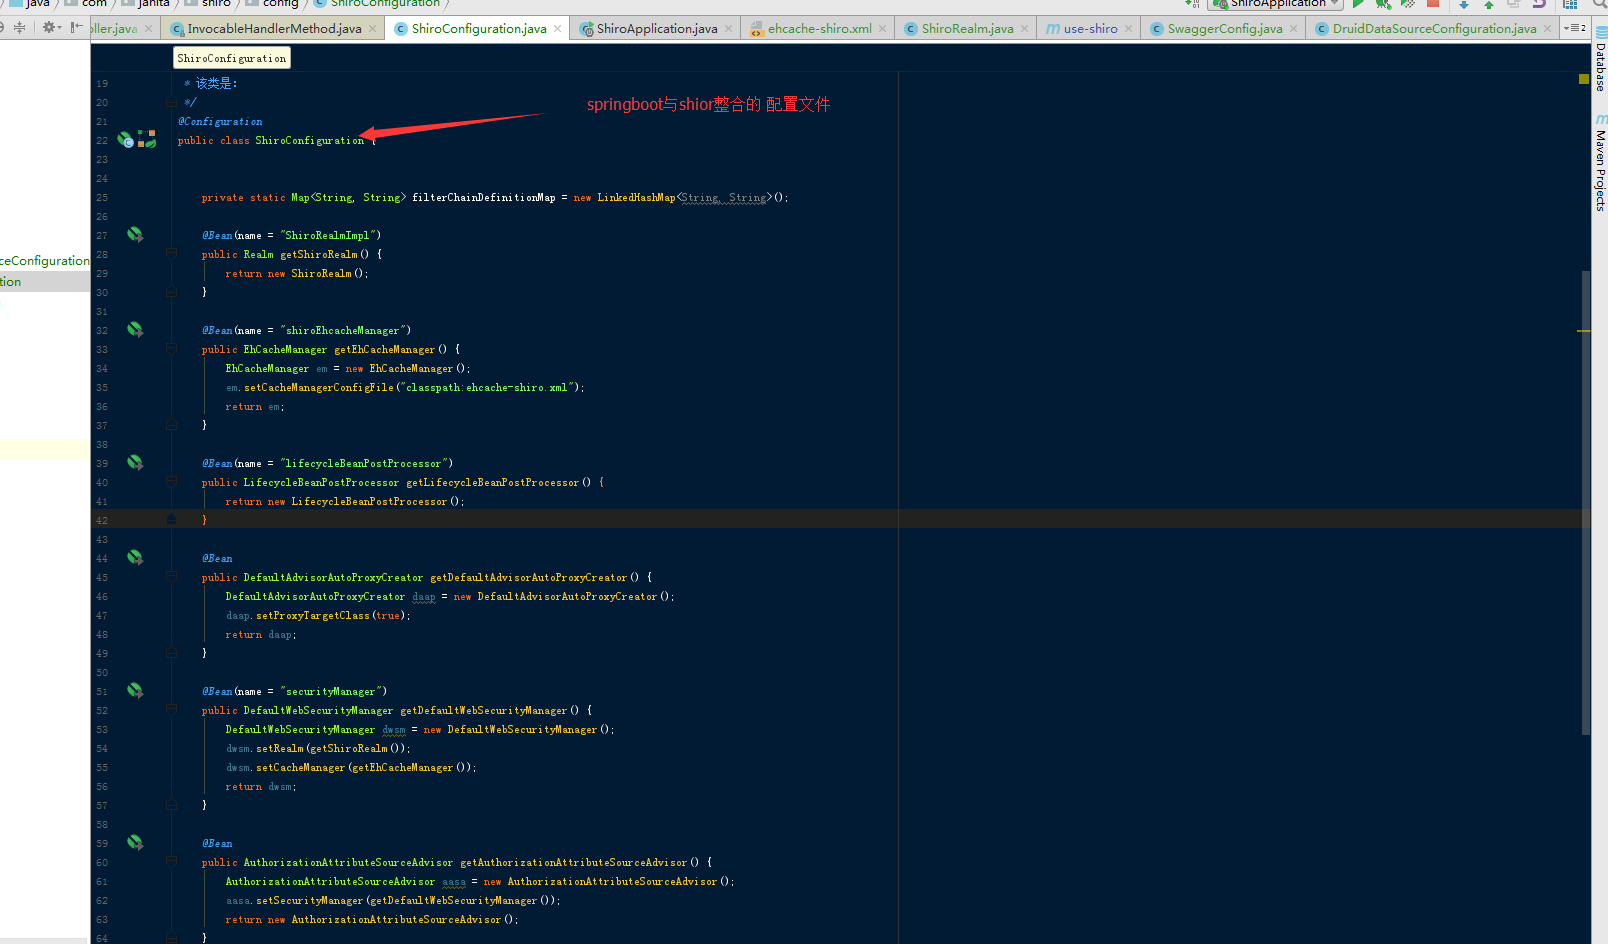 java com janita shiro config ShiroConfiguration ShiroApplication
oller.java InvocableHandlerMethod.java ShiroConfiguration.java ShiroApplication.java ehcache-shiro.xml ShiroRealm.java use-shiro SwaggerConfig.java DruidDataSourceConfiguration.java 2
ShiroConfiguration
Database
Maven Projects
ceConfiguration
tion
springboot与shior整合的 配置文件
19 * 该类是:
20 */
21 @Configuration
22 public class ShiroConfiguration {
23
24
25 private static Map<String, String> filterChainDefinitionMap = new LinkedHashMap<String, String>();
26
27 @Bean(name = "ShiroRealmImpl")
28 public Realm getShiroRealm() {
29 return new ShiroRealm();
30 }
31
32 @Bean(name = "shiroEhcacheManager")
33 public EhCacheManager getEhCacheManager() {
34 EhCacheManager em = new EhCacheManager();
35 em.setCacheManagerConfigFile("classpath:ehcache-shiro.xml");
36 return em;
37 }
38
39 @Bean(name = "lifecycleBeanPostProcessor")
40 public LifecycleBeanPostProcessor getLifecycleBeanPostProcessor() {
41 return new LifecycleBeanPostProcessor();
42 }
43
44 @Bean
45 public DefaultAdvisorAutoProxyCreator getDefaultAdvisorAutoProxyCreator() {
46 DefaultAdvisorAutoProxyCreator daap = new DefaultAdvisorAutoProxyCreator();
47 daap.setProxyTargetClass(true);
48 return daap;
49 }
50
51 @Bean(name = "securityManager")
52 public DefaultWebSecurityManager getDefaultWebSecurityManager() {
53 DefaultWebSecurityManager dwsm = new DefaultWebSecurityManager();
54 dwsm.setRealm(getShiroRealm());
55 dwsm.setCacheManager(getEhCacheManager());
56 return dwsm;
57 }
58
59 @Bean
60 public AuthorizationAttributeSourceAdvisor getAuthorizationAttributeSourceAdvisor() {
61 AuthorizationAttributeSourceAdvisor aasa = new AuthorizationAttributeSourceAdvisor();
62 aasa.setSecurityManager(getDefaultWebSecurityManager());
63 return new AuthorizationAttributeSourceAdvisor();
64 }